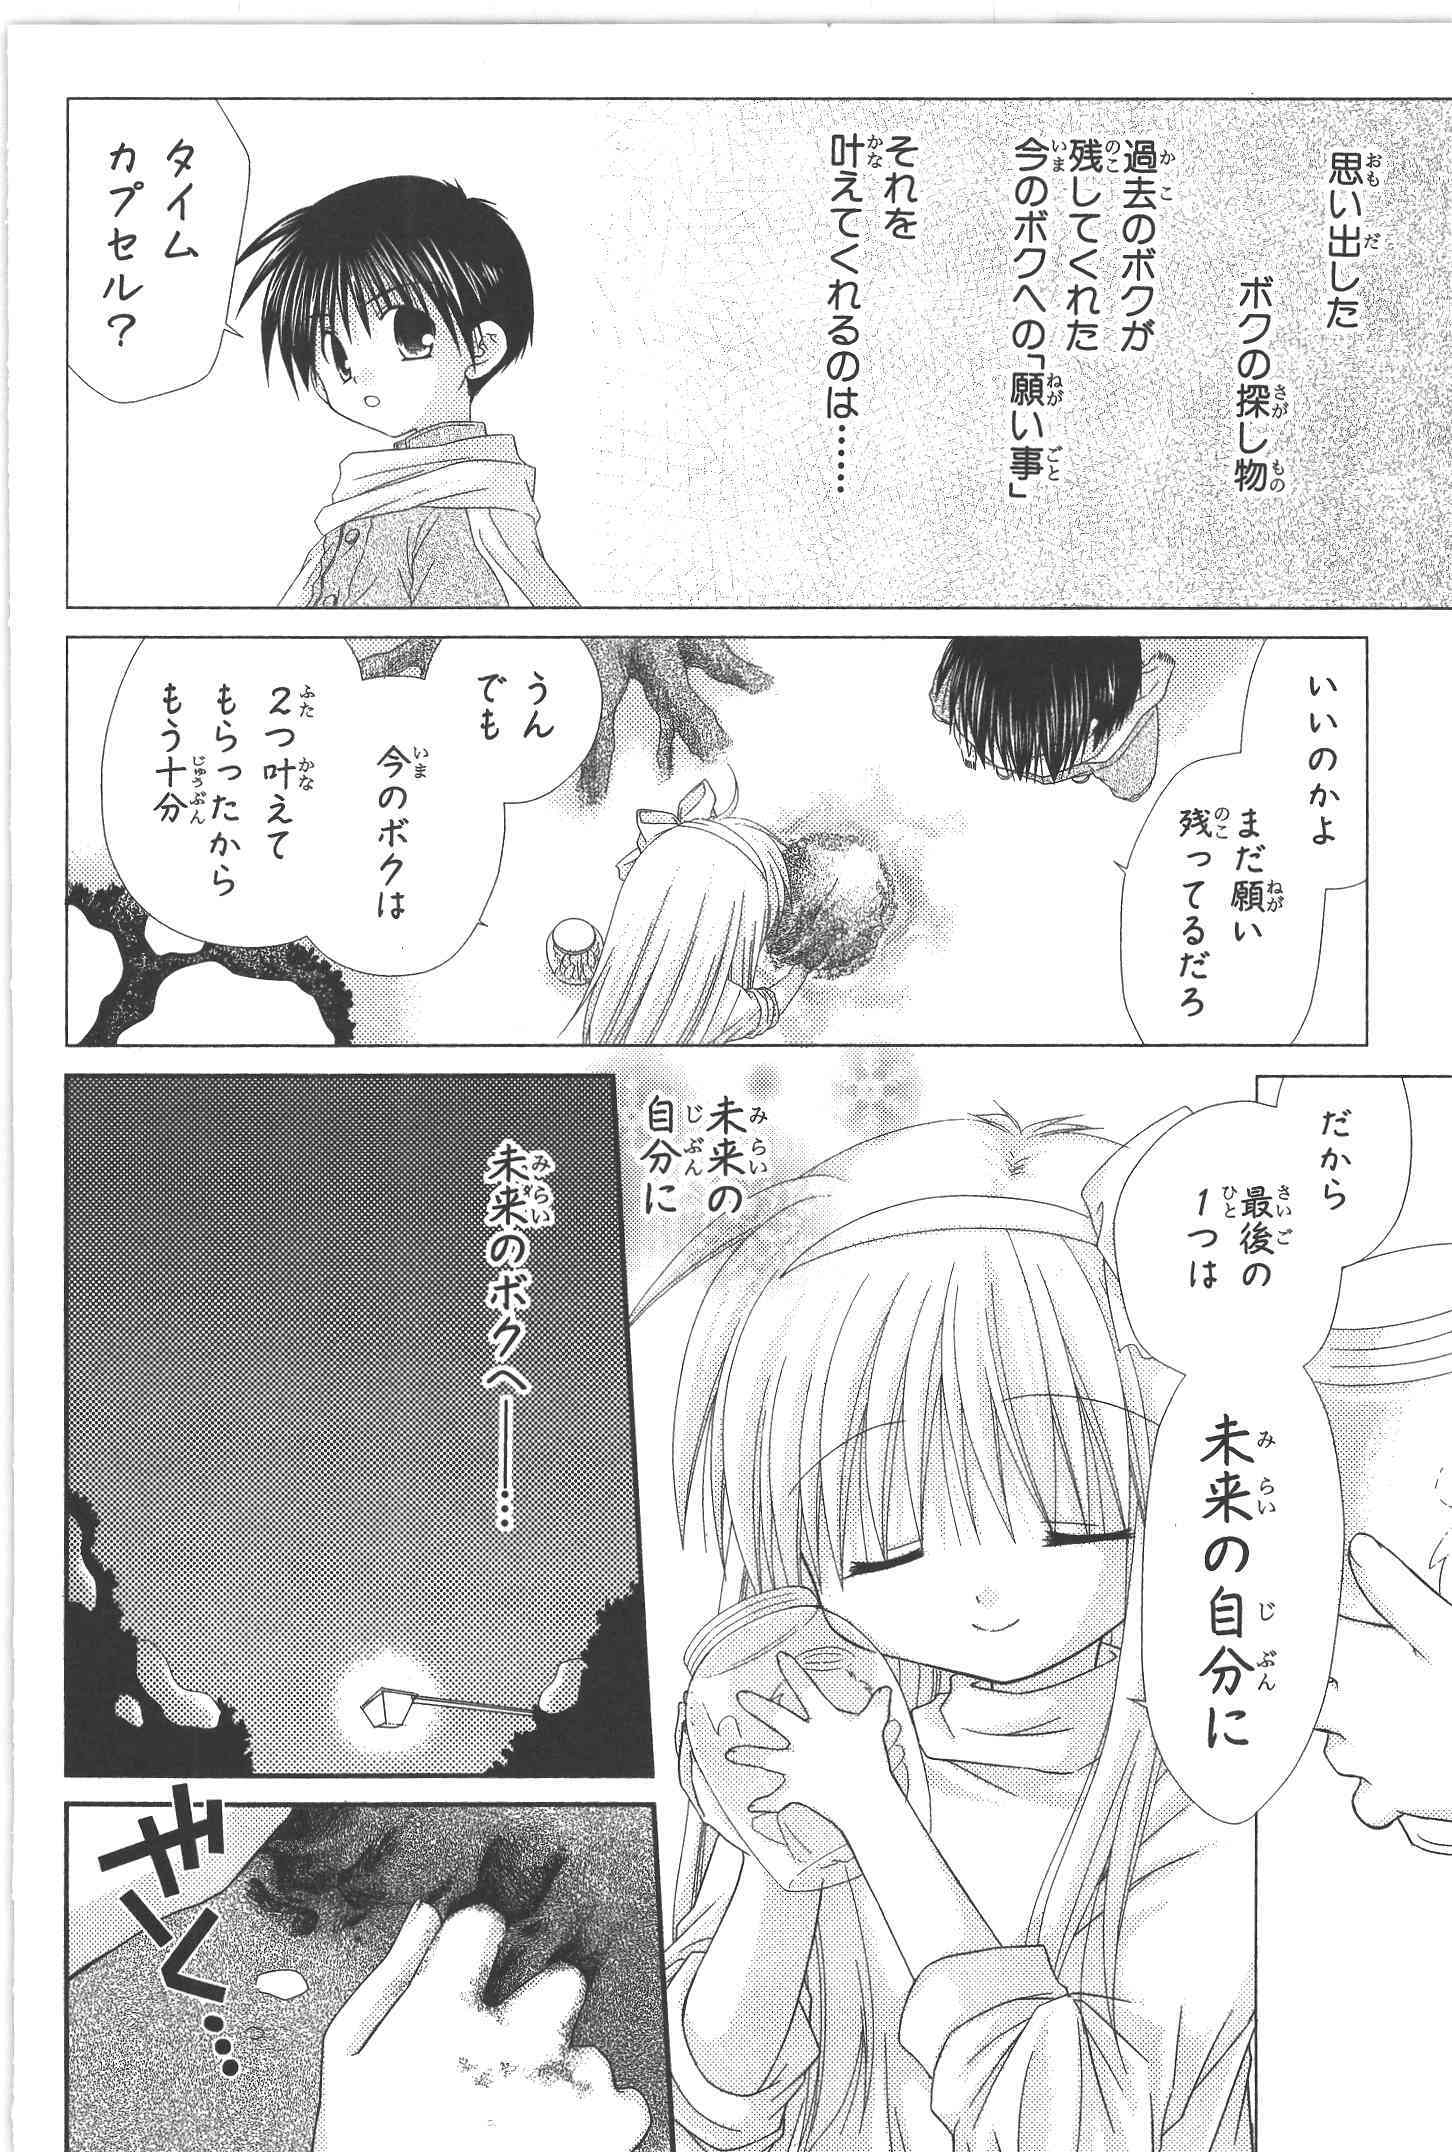 思い出した
ボクの探し物
過去のボクが
残してくれた
今のボクへの「願い事」
それを
叶えてくれるのは……
タイム
カプセル？
いいのかよ
まだ願い
残ってるだろ
うん
でも
今のボクは
2つ叶えて
もらったから
もう十分
だから
最後の
1つは
未来の自分に
未来の
自分に
未来のボクへ――…
ざく…